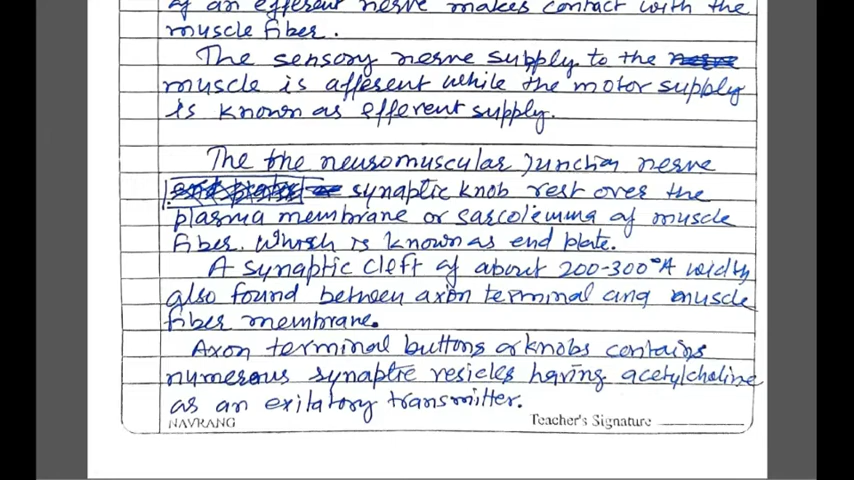 of an efferent nerve makes contact with the
muscle fiber.
The sensory nerve supply to the nerve
muscle is afferent while the motor supply
is known as efferent supply.
The the neuromuscular junction nerve
synaptic knob rest over the
plasma membrane or sarcolemma of muscle
fiber. Which is known as end plate.
A synaptic cleft of about 200-300°A width
also found between axon terminal and muscle
fiber membrane.
Axon terminal buttons or knobs contains
numerous synaptic vesicles having acetylcholine
as an exilatory transmitter.
NAVRANG
Teacher's Signature